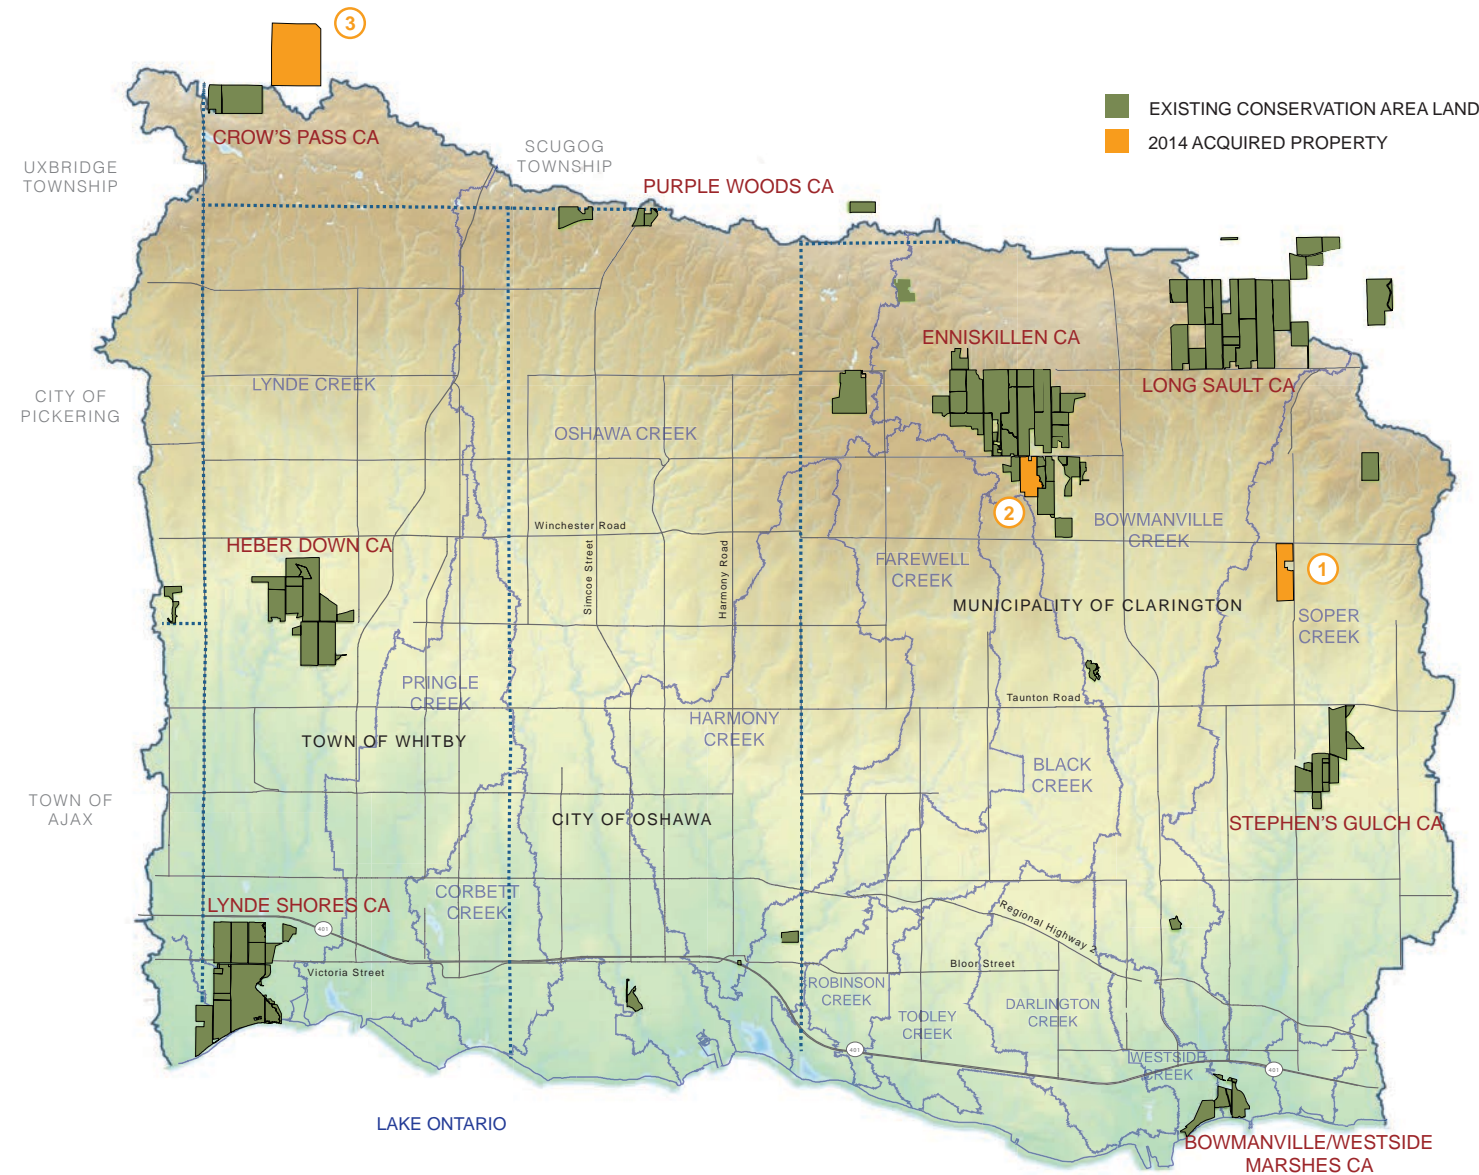 3
EXISTING CONSERVATION AREA LAND
2014 ACQUIRED PROPERTY
CROW'S PASS CA
UXBRIDGE
TOWNSHIP
SCUGOG
TOWNSHIP
PURPLE WOODS CA
ENNISKILLEN CA
LONG SAULT CA
LYNDE CREEK
CITY OF
PICKERING
OSHAWA CREEK
2
BOWMANVILLE
CREEK
Winchester Road
HEBER DOWN CA
Simcoe Street
Harmony Road
FAREWELL
CREEK
1
MUNICIPALITY OF CLARINGTON
SOPER
CREEK
PRINGLE
CREEK
Taunton Road
HARMONY
CREEK
TOWN OF WHITBY
BLACK
CREEK
TOWN OF
AJAX
CITY OF OSHAWA
STEPHEN'S GULCH CA
CORBETT
CREEK
LYNDE SHORES CA
Regional Highway 2
401
Victoria Street
Bloor Street
ROBINSON
CREEK
TOOLEY
CREEK
DARLINGTON
CREEK
401
WESTSIDE
CREEK
401
LAKE ONTARIO
BOWMANVILLE/WESTSIDE
MARSHES CA